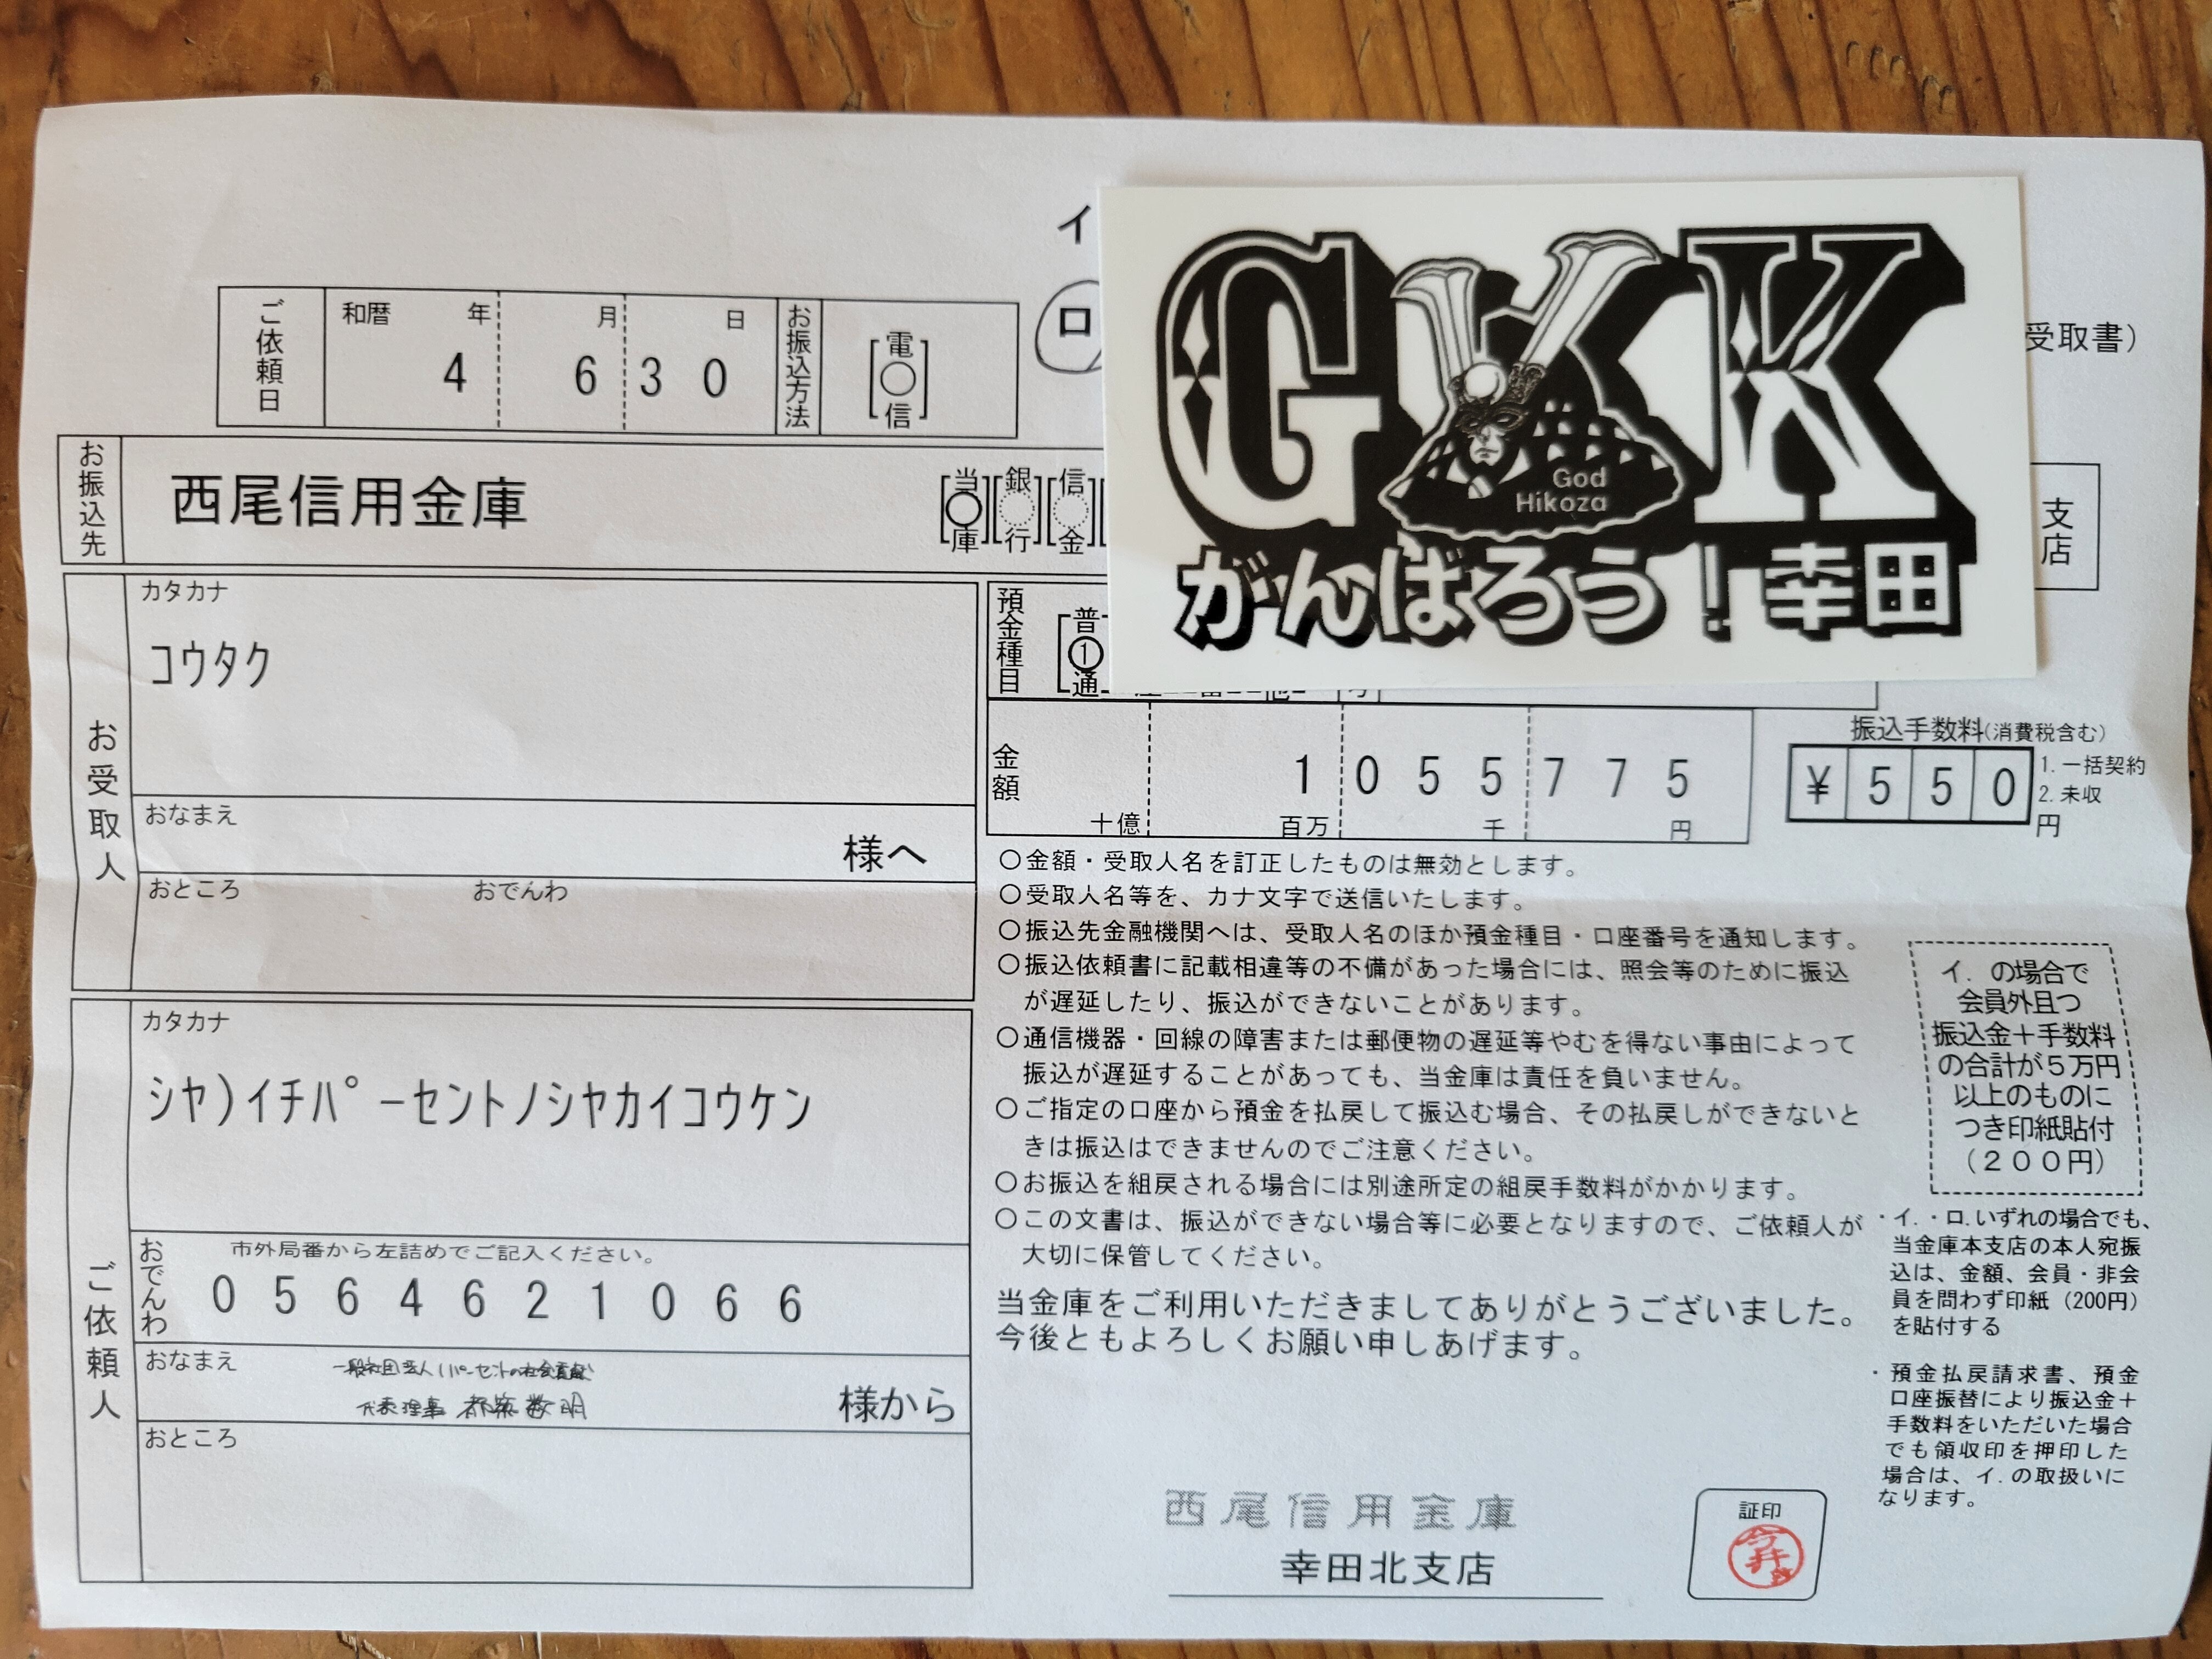 イ
ロ
受取書）
ご依頼日
和暦 年 月 日
4 6 30
お振込方法
[電○信]
お振込先
西尾信用金庫
[当○庫] [銀行] [信金]
支店
GKK
God
Hikoza
がんばろう！幸田
お受取人
カタカナ
コウタク
おなまえ
様へ
おところ おでんわ
預金種目
[普①通]
金額
1 0 5 5 7 7 5
十億 百万 千 円
振込手数料(消費税含む)
￥550
1. 一括契約
2. 未収
円
○金額・受取人名を訂正したものは無効とします。
○受取人名等を、カナ文字で送信いたします。
○振込先金融機関へは、受取人名のほか預金種目・口座番号を通知します。
○振込依頼書に記載相違等の不備があった場合には、照会等のために振込
が遅延したり、振込ができないことがあります。
○通信機器・回線の障害または郵便物の遅延等やむを得ない事由によって
振込が遅延することがあっても、当金庫は責任を負いません。
○ご指定の口座から預金を払戻して振込む場合、その払戻しができないと
きは振込はできませんのでご注意ください。
○お振込を組戻される場合には別途所定の組戻手数料がかかります。
○この文書は、振込ができない場合等に必要となりますので、ご依頼人が
大切に保管してください。
当金庫をご利用いただきましてありがとうございました。
今後ともよろしくお願い申しあげます。
イ. の場合で
会員外且つ
振込金＋手数料
の合計が５万円
以上のものに
つき印紙貼付
（２００円）
・イ.・ロ.いずれの場合でも、
当金庫本支店の本人宛振
込は、金額、会員・非会
員を問わず印紙（200円）
を貼付する
・預金払戻請求書、預金
口座振替により振込金＋
手数料をいただいた場合
でも領収印を押印した
場合は、イ.の取扱いに
なります。
ご依頼人
カタカナ
シヤ)イチパーセントノシヤカイコウケン
おでんわ
市外局番から左詰めでご記入ください。
0564621066
おなまえ
一般社団法人1パーセントの社会貢献
代表理事 都築数明
様から
おところ
西尾信用金庫
幸田北支店
証印
今井